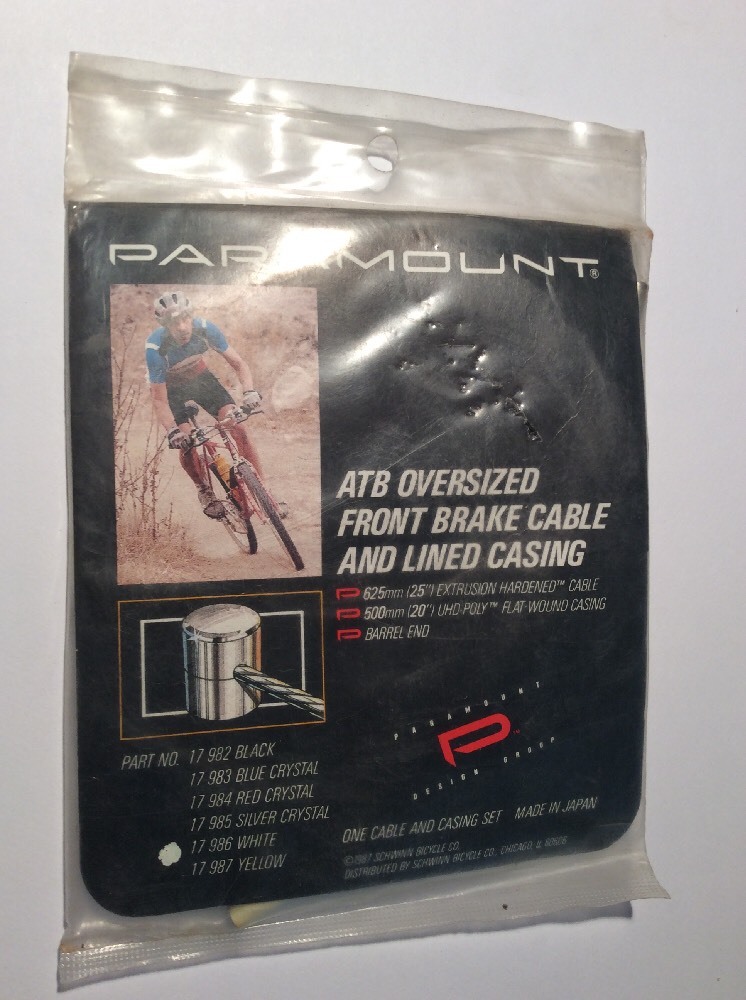 PARAMOUNT®
ATB OVERSIZED
FRONT BRAKE CABLE
AND LINED CASING
625mm (25") EXTRUSION HARDENED™ CABLE
500mm (20") UHD POLY™ FLAT-WOUND CASING
BARREL END
PARAMOUNT
P™
DESIGN GROUP
PART NO. 17 982 BLACK
17 983 BLUE CRYSTAL
17 984 RED CRYSTAL
17 985 SILVER CRYSTAL
17 986 WHITE
17 987 YELLOW
ONE CABLE AND CASING SET MADE IN JAPAN
©1987 SCHWINN BICYCLE CO.
DISTRIBUTED BY SCHWINN BICYCLE CO. CHICAGO, IL 60606